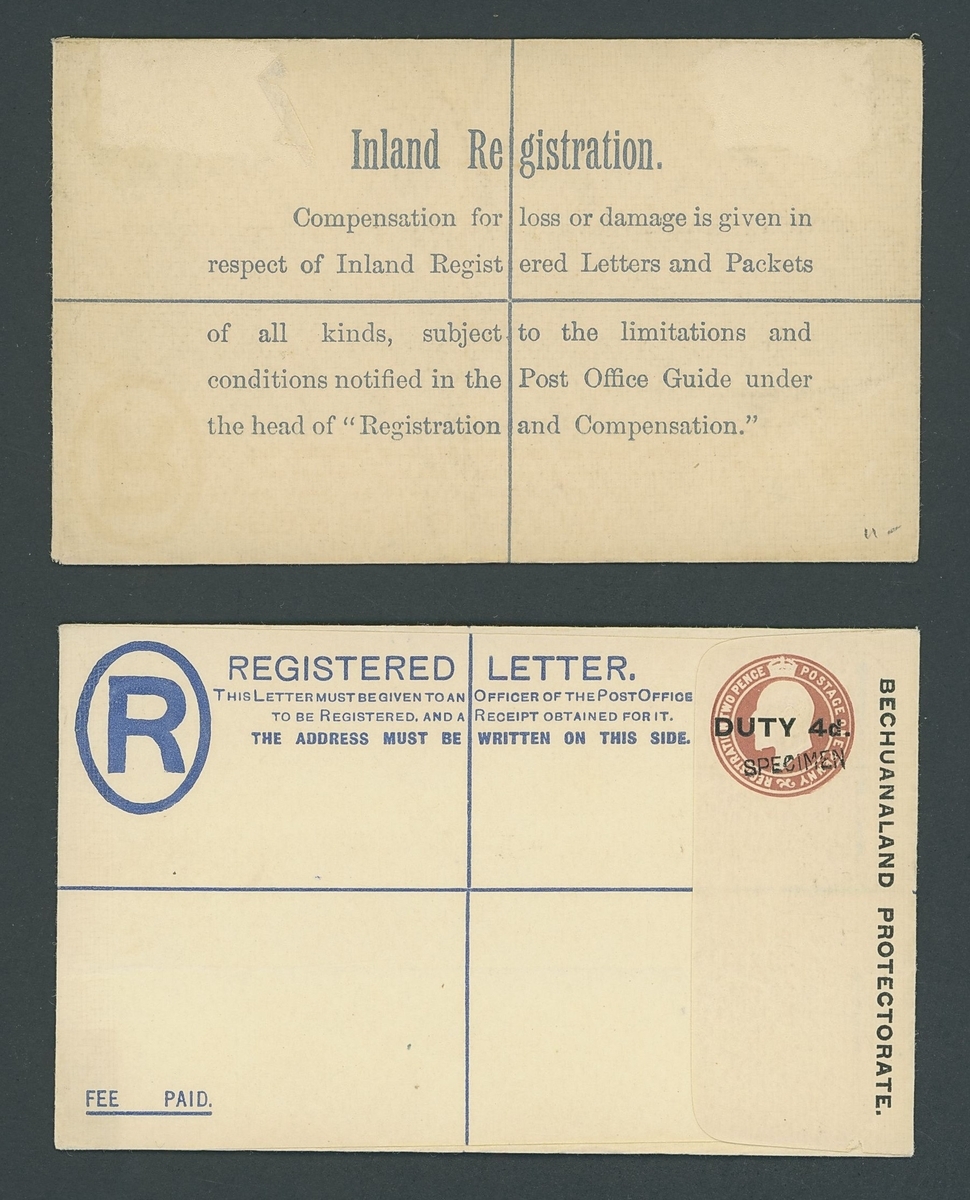 Inland Registration.
Compensation for loss or damage is given in
respect of Inland Registered Letters and Packets
of all kinds, subject to the limitations and
conditions notified in the Post Office Guide under
the head of “Registration and Compensation.”
R
REGISTERED LETTER.
THIS LETTER MUST BE GIVEN TO AN OFFICER OF THE POST OFFICE
TO BE REGISTERED, AND A RECEIPT OBTAINED FOR IT.
THE ADDRESS MUST BE WRITTEN ON THIS SIDE.
FEE PAID.
TWO PENCE
POSTAGE
DUTY 4d.
SPECIMEN
BECHUANALAND PROTECTORATE.